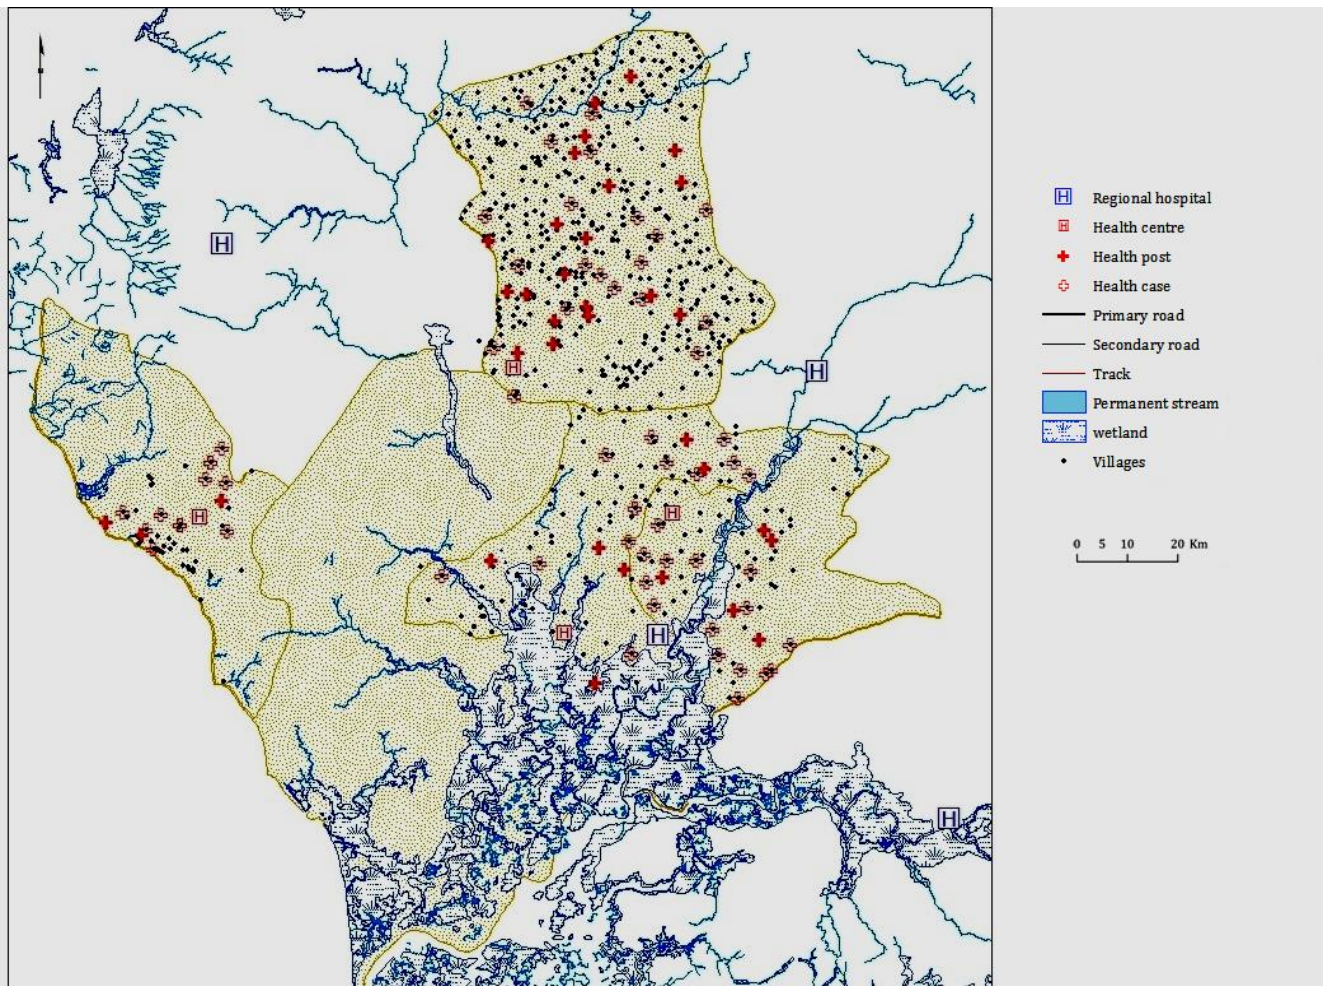 Regional hospital
Health centre
Health post
Health case
Primary road
Secondary road
Track
Permanent stream
wetland
Villages
0 5 10 20 Km
H
H
H
H
H
H
H
H
H
H